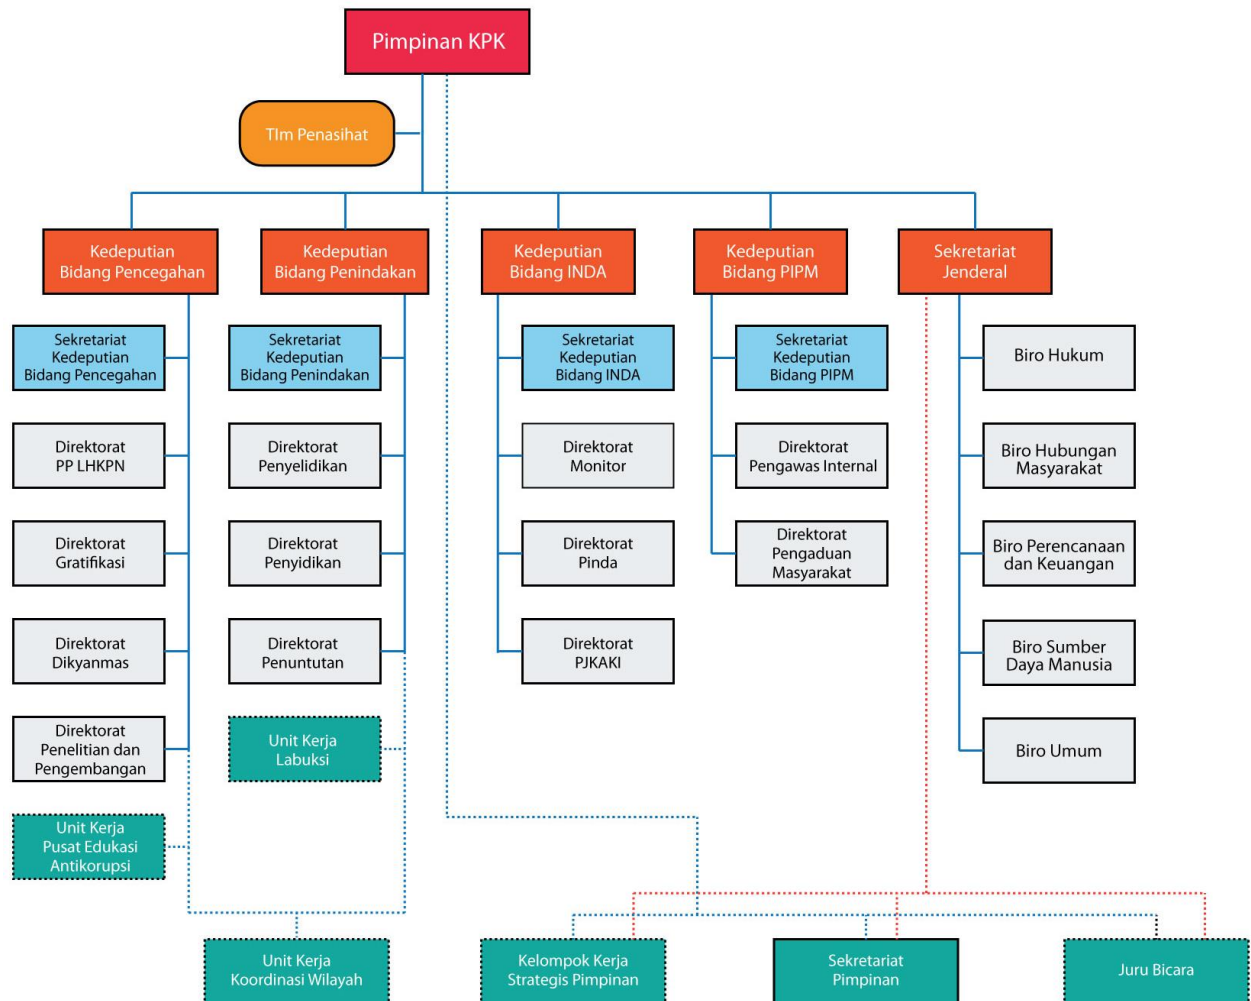 Pimpinan KPK
TIm Penasihat
Kedeputian
Bidang Pencegahan
Kedeputian
Bidang Penindakan
Kedeputian
Bidang INDA
Kedeputian
Bidang PIPM
Sekretariat
Jenderal
Sekretariat
Kedeputian
Bidang Pencegahan
Sekretariat
Kedeputian
Bidang Penindakan
Sekretariat
Kedeputian
Bidang INDA
Sekretariat
Kedeputian
Bidang PIPM
Biro Hukum
Direktorat
PP LHKPN
Direktorat
Penyelidikan
Direktorat
Monitor
Direktorat
Pengawas Internal
Biro Hubungan
Masyarakat
Direktorat
Gratifikasi
Direktorat
Penyidikan
Direktorat
Pinda
Direktorat
Pengaduan
Masyarakat
Biro Perencanaan
dan Keuangan
Direktorat
Dikyanmas
Direktorat
Penuntutan
Direktorat
PJKAKI
Biro Sumber
Daya Manusia
Direktorat
Penelitian dan
Pengembangan
Unit Kerja
Labuksi
Biro Umum
Unit Kerja
Pusat Edukasi
Antikorupsi
Unit Kerja
Koordinasi Wilayah
Kelompok Kerja
Strategis Pimpinan
Sekretariat
Pimpinan
Juru Bicara